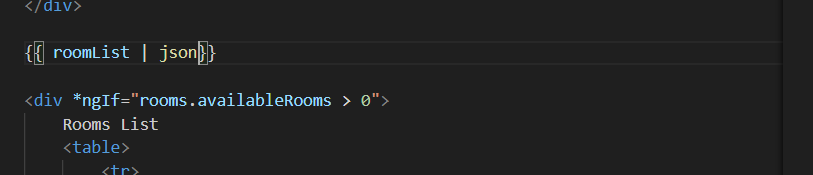 </div>
{{ roomList | json}}
<div *ngIf="rooms.availableRooms > 0">
Rooms List
<table>
<tr>